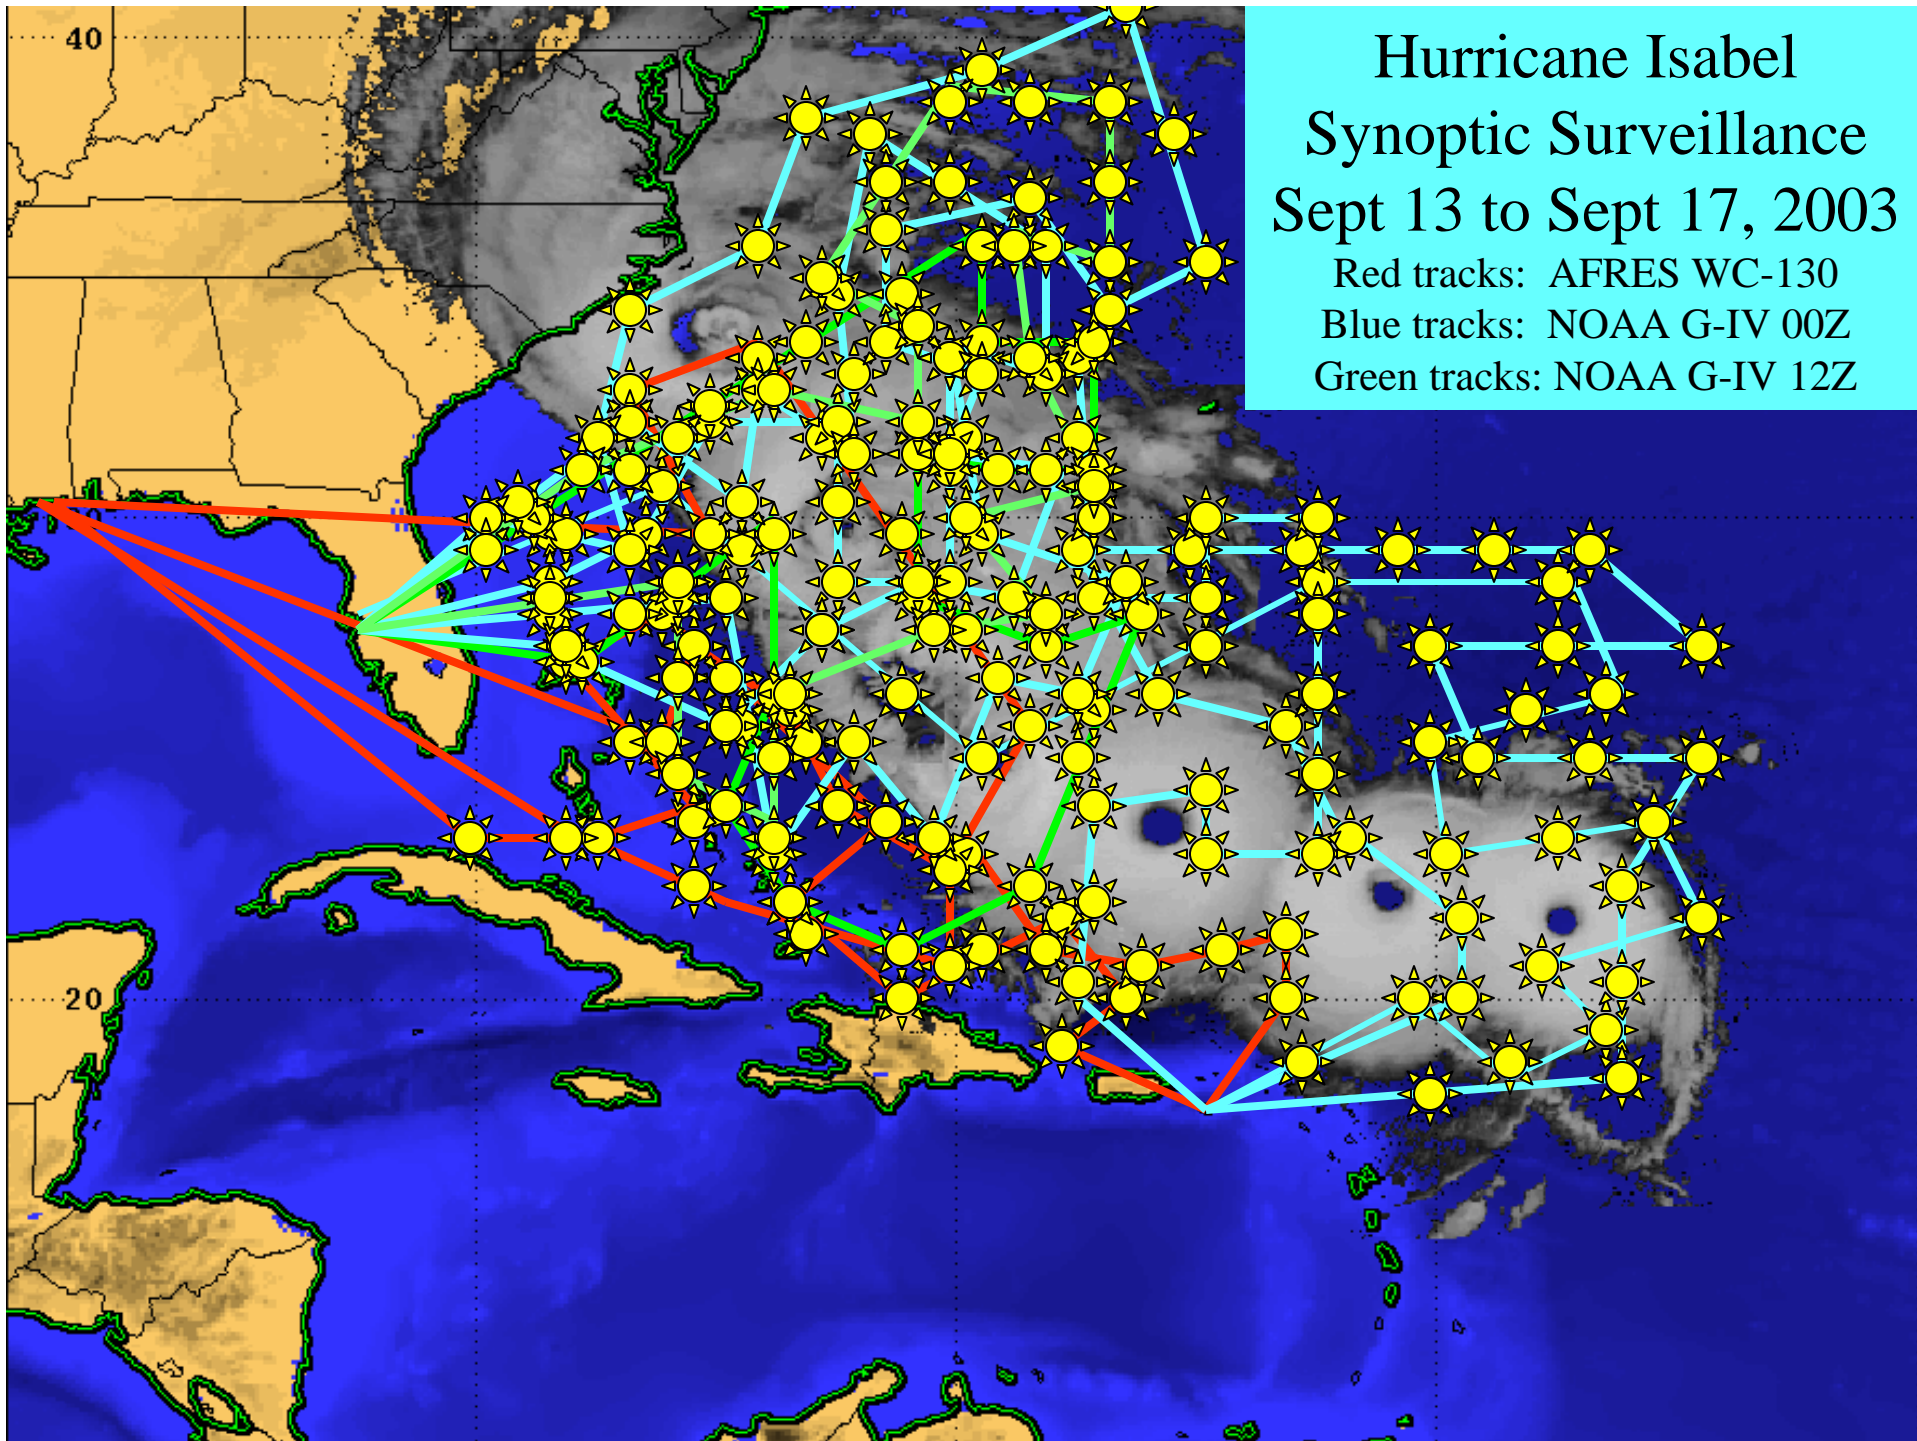 Hurricane Isabel
Synoptic Surveillance
Sept 13 to Sept 17, 2003
Red tracks: AFRES WC-130
Blue tracks: NOAA G-IV 00Z
Green tracks: NOAA G-IV 12Z
40
20